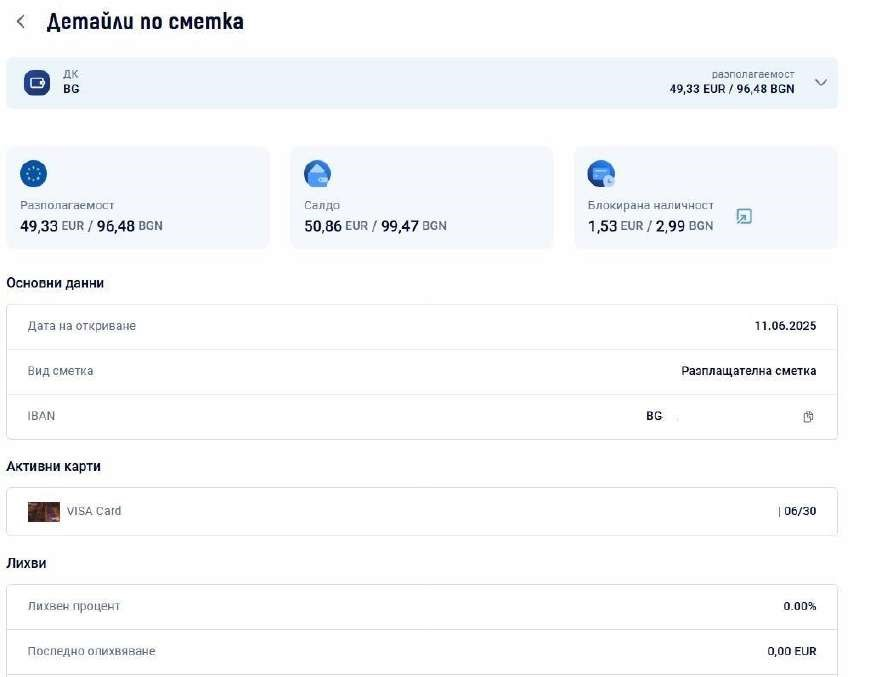 Детайли по сметка
ДК
BG
разполагаемост
49,33 EUR / 96,48 BGN
Разполагаемост
49,33 EUR / 96,48 BGN
Салдо
50,86 EUR / 99,47 BGN
Блокирана наличност
1,53 EUR / 2,99 BGN
Основни данни
Дата на откриване 11.06.2025
Вид сметка Разплащателна сметка
IBAN BG
Активни карти
VISA Card | 06/30
Лихви
Лихвен процент 0.00%
Последно олихвяване 0,00 EUR